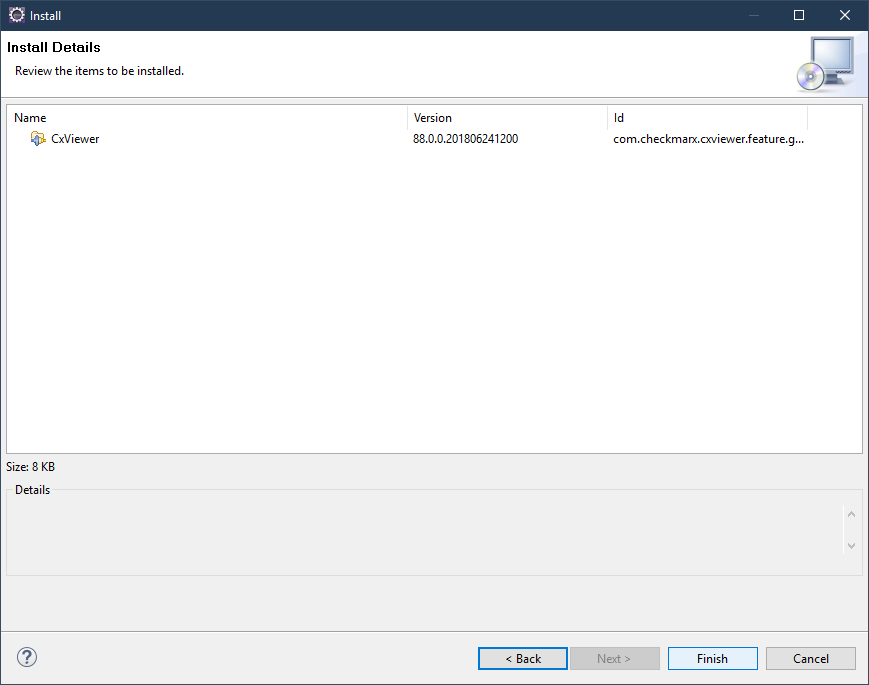 Install
Install Details
Review the items to be installed.
Name Version Id
CxViewer 88.0.0.201806241200 com.checkmarx.cxviewer.feature.g...
Size: 8 KB
Details
? < Back Next > Finish Cancel